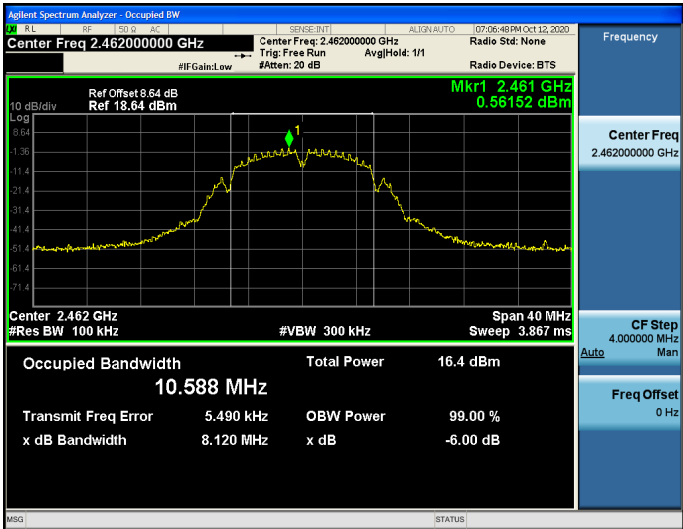 Agilent Spectrum Analyzer - Occupied BW
RL RF 50 Ω AC SENSE:INT ALIGN AUTO 07:06:48 PM Oct 12, 2020
Center Freq 2.462000000 GHz
Center Freq: 2.462000000 GHz
Radio Std: None
Trig: Free Run Avg|Hold: 1/1
#IFGain:Low
#Atten: 20 dB
Radio Device: BTS
Frequency
Ref Offset 8.64 dB
10 dB/div Ref 18.64 dBm
Mkr1 2.461 GHz
0.56152 dBm
Log
8.64
-1.36
-11.4
-21.4
-31.4
-41.4
-51.4
-61.4
-71.4
1
Center 2.462 GHz
Span 40 MHz
#Res BW 100 kHz
#VBW 300 kHz
Sweep 3.867 ms
Occupied Bandwidth
10.588 MHz
Total Power 16.4 dBm
Transmit Freq Error 5.490 kHz
OBW Power 99.00 %
x dB Bandwidth 8.120 MHz
x dB -6.00 dB
Center Freq
2.462000000 GHz
CF Step
4.000000 MHz
Auto Man
Freq Offset
0 Hz
MSG
STATUS